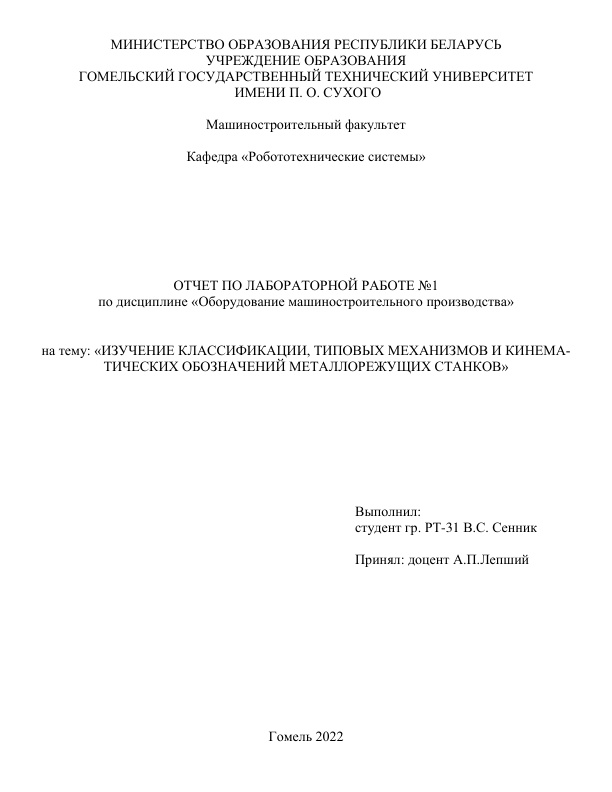 МИНИСТЕРСТВО ОБРАЗОВАНИЯ РЕСПУБЛИКИ БЕЛАРУСЬ
УЧРЕЖДЕНИЕ ОБРАЗОВАНИЯ
ГОМЕЛЬСКИЙ ГОСУДАРСТВЕННЫЙ ТЕХНИЧЕСКИЙ УНИВЕРСИТЕТ
ИМЕНИ П. О. СУХОГО
Машиностроительный факультет
Кафедра «Робототехнические системы»
ОТЧЕТ ПО ЛАБОРАТОРНОЙ РАБОТЕ №1
по дисциплине «Оборудование машиностроительного производства»
на тему: «ИЗУЧЕНИЕ КЛАССИФИКАЦИИ, ТИПОВЫХ МЕХАНИЗМОВ И КИНЕМА-
ТИЧЕСКИХ ОБОЗНАЧЕНИЙ МЕТАЛЛОРЕЖУЩИХ СТАНКОВ»
Выполнил:
студент гр. РТ-31 В.С. Сенник
Принял: доцент А.П.Лепший
Гомель 2022